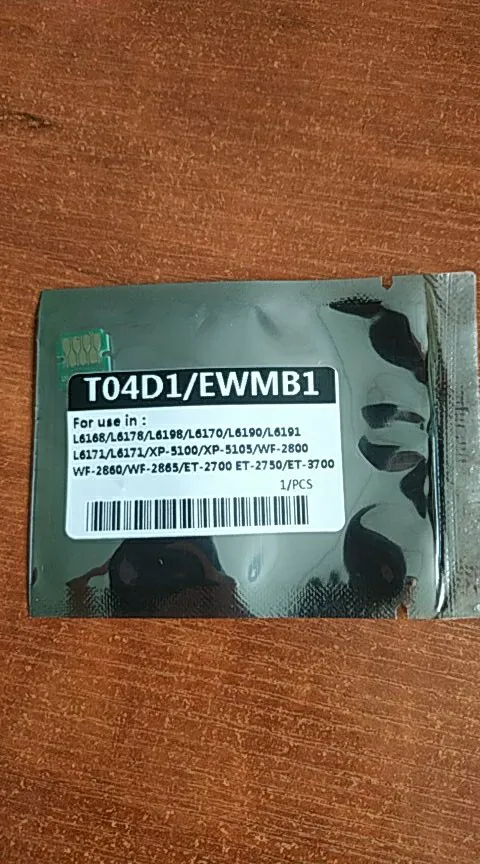 T04D1/EWMB1
For use in :
L6168/L6178/L6198/L6170/L6190/L6191
L6171/L6171/XP-5100/XP-5105/WF-2800
WF-2860/WF-2865/ET-2700 ET-2750/ET-3700
1/PCS